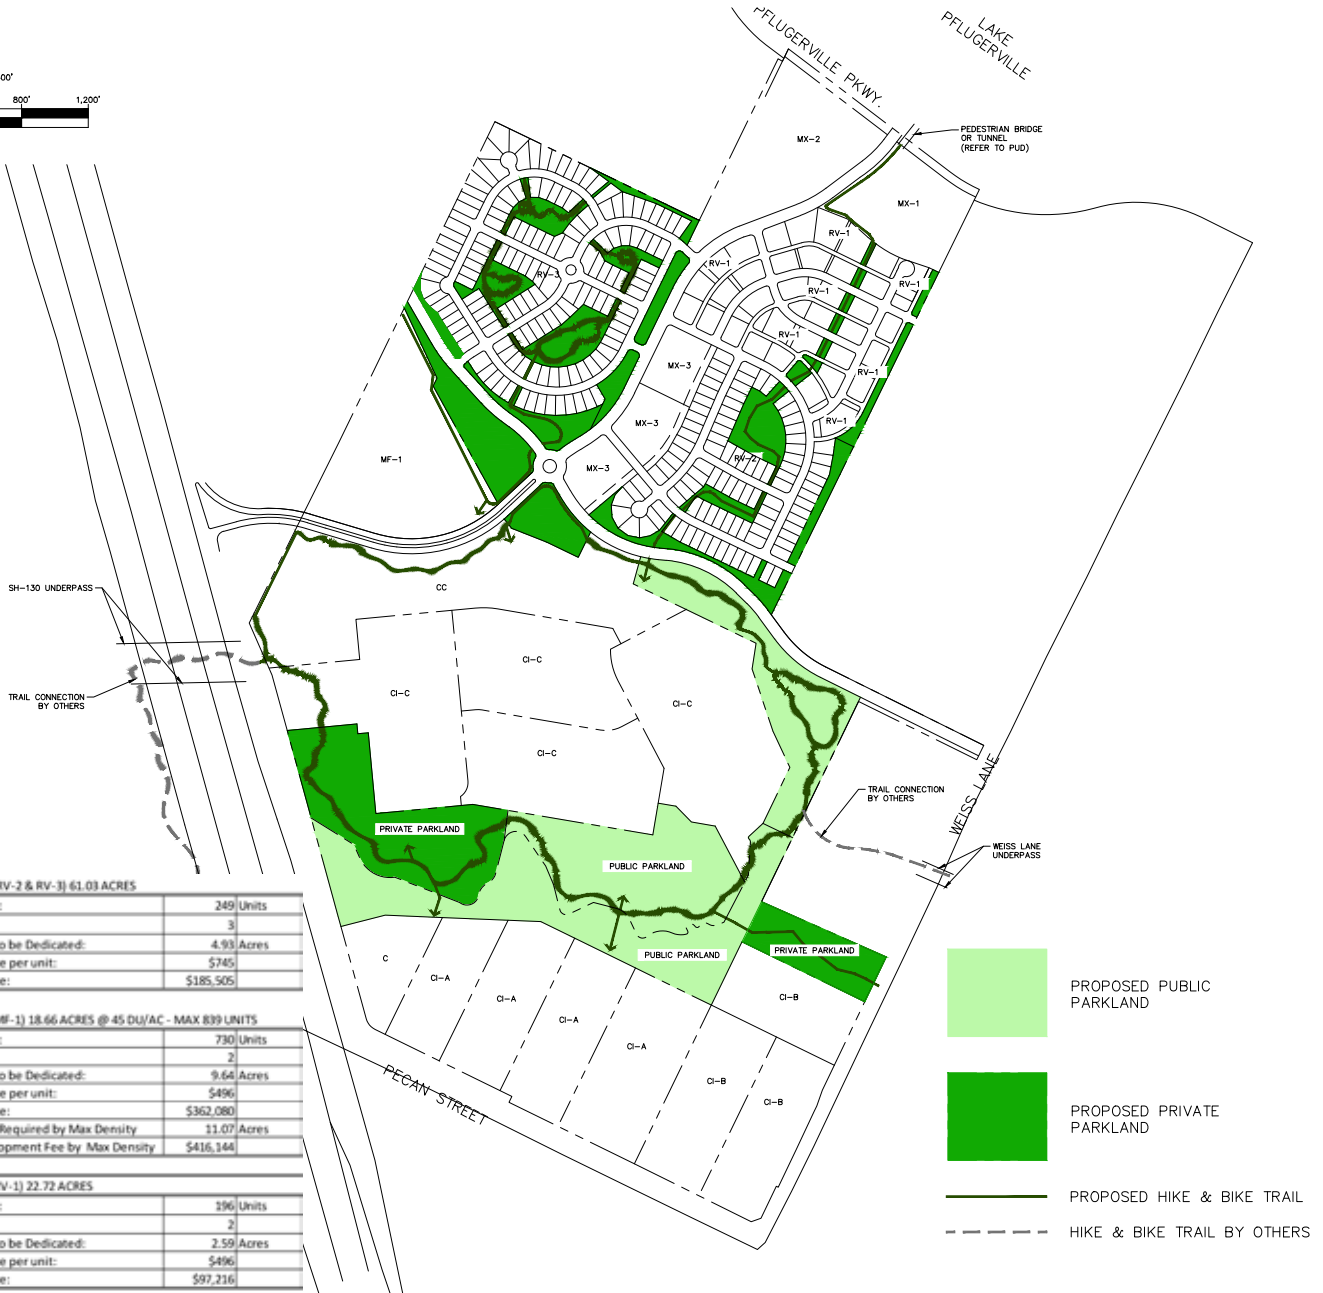 LAKE
PFLUGERVILLE
PFLUGERVILLE PKWY.
00'
800'
1,200'
PEDESTRIAN BRIDGE
OR TUNNEL
(REFER TO PUD)
MX-2
MX-1
RV-1
RV-1
RV-1
RV-1
RV-1
RV-1
RV-1
RV-3
MX-3
MX-3
MX-3
RV-2
MF-1
CC
SH-130 UNDERPASS
TRAIL CONNECTION
BY OTHERS
CI-C
CI-C
CI-C
CI-C
TRAIL CONNECTION
BY OTHERS
WEISS LANE
WEISS LANE
UNDERPASS
PRIVATE PARKLAND
PUBLIC PARKLAND
PUBLIC PARKLAND
PRIVATE PARKLAND
C
CI-A
CI-A
CI-A
CI-A
CI-B
CI-B
CI-B
PECAN STREET
RV-2 & RV-3) 61.03 ACRES
: 249 Units
3
o be Dedicated: 4.93 Acres
e per unit: $745
e: $185,505
MF-1) 18.66 ACRES @ 45 DU/AC - MAX 839 UNITS
: 730 Units
2
o be Dedicated: 9.64 Acres
e per unit: $496
e: $362,080
Required by Max Density 11.07 Acres
opment Fee by Max Density $416,144
V-1) 22.72 ACRES
: 196 Units
2
o be Dedicated: 2.59 Acres
e per unit: $496
e: $97,216
PROPOSED PUBLIC
PARKLAND
PROPOSED PRIVATE
PARKLAND
PROPOSED HIKE & BIKE TRAIL
HIKE & BIKE TRAIL BY OTHERS